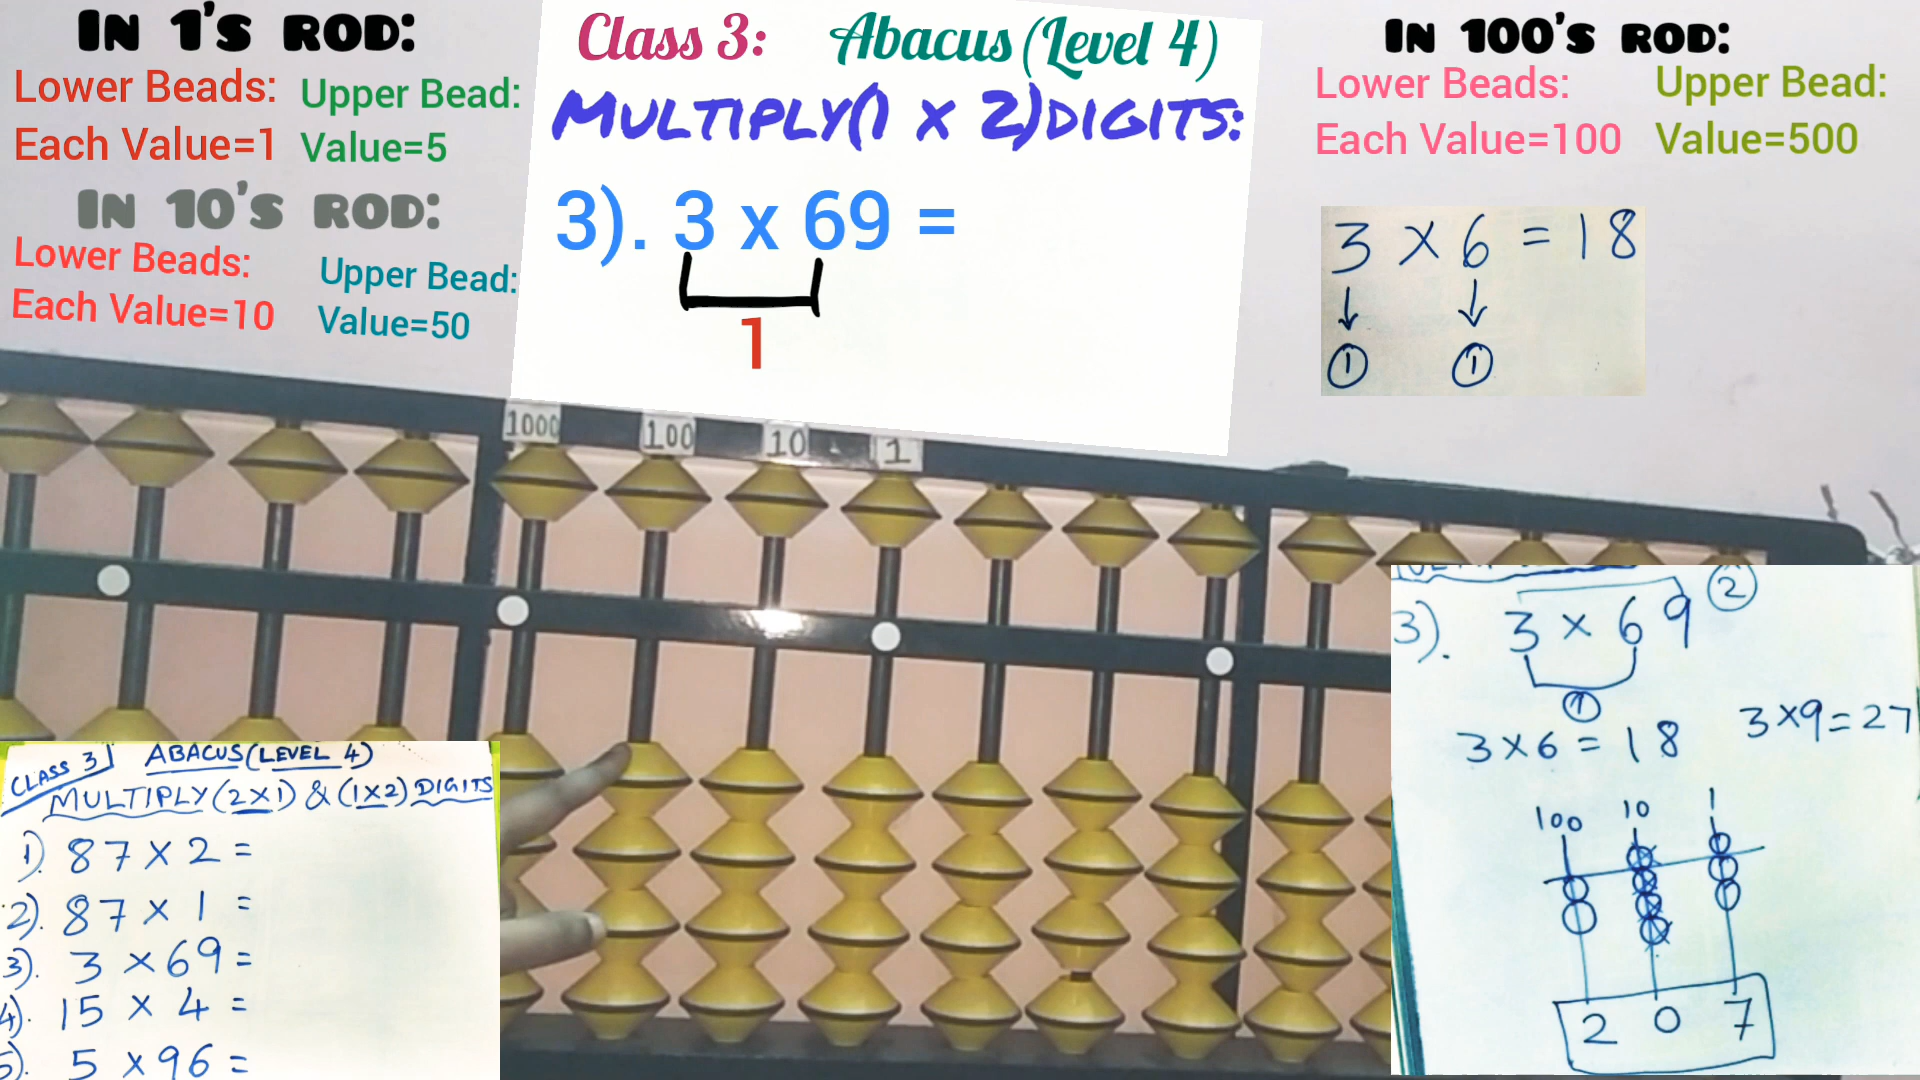 In 1's rod:
Lower Beads: Upper Bead:
Each Value=1 Value=5
In 10's rod:
Lower Beads: Upper Bead:
Each Value=10 Value=50
Class 3: Abacus (Level 4)
Multiply(1 x 2)digits:
3). 3 x 69 =
1
In 100's rod:
Lower Beads: Upper Bead:
Each Value=100 Value=500
3 × 6 = 18
1 1
1000 100 10 1
CLASS 3 ABACUS (LEVEL 4)
MULTIPLY (2X1) & (1X2) DIGITS
1) 87 × 2 =
2). 87 × 1 =
3). 3 × 69 =
4). 15 × 4 =
5). 5 × 96 =
2
3). 3 × 69
1
3×6 = 18 3×9=27
100 10 1
2 0 7